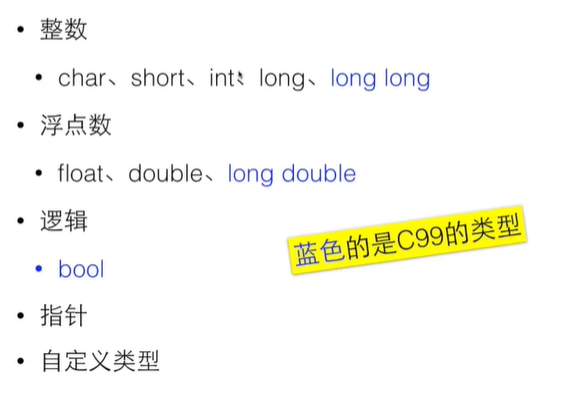 • 整数
• char、short、int、long、long long
• 浮点数
• float、double、long double
• 逻辑
• bool
蓝色的是C99的类型
• 指针
• 自定义类型